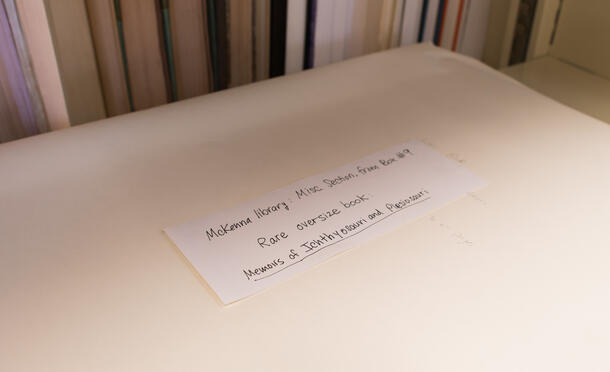 McKenna library: Misc Section, from Box #9
Rare oversize book:
Memoirs of Ichthyosauri and Plesiosauri